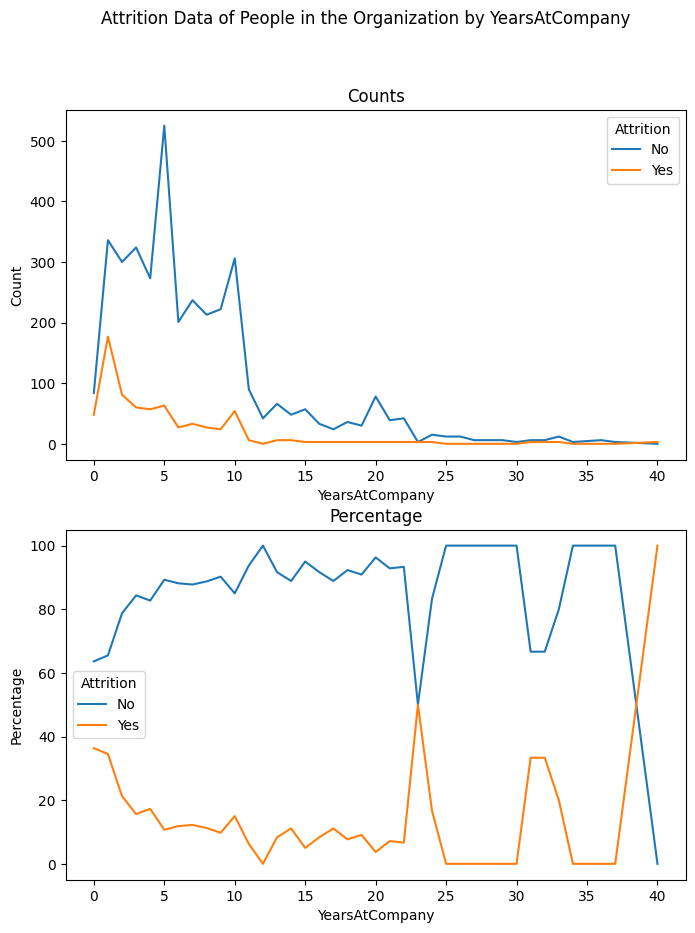 Attrition Data of People in the Organization by YearsAtCompany
Counts
500
400
300
200
100
0
Count
Attrition
No
Yes
0 5 10 15 20 25 30 35 40
YearsAtCompany
Percentage
100
80
60
40
20
0
Percentage
Attrition
No
Yes
0 5 10 15 20 25 30 35 40
YearsAtCompany